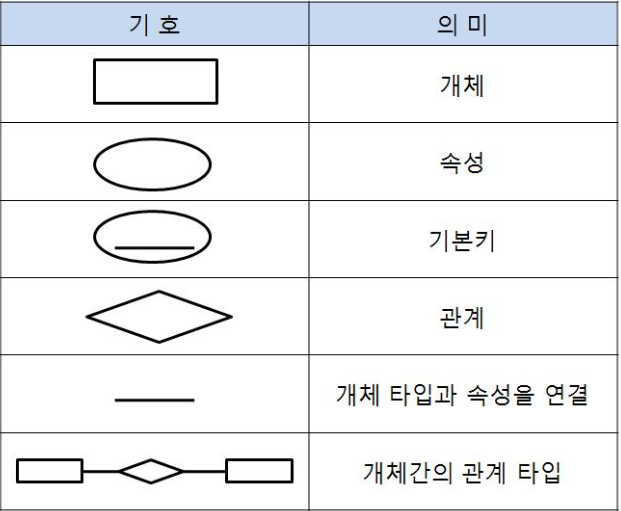 기 호 의 미
개체
속성
기본키
관계
개체 타입과 속성을 연결
개체간의 관계 타입